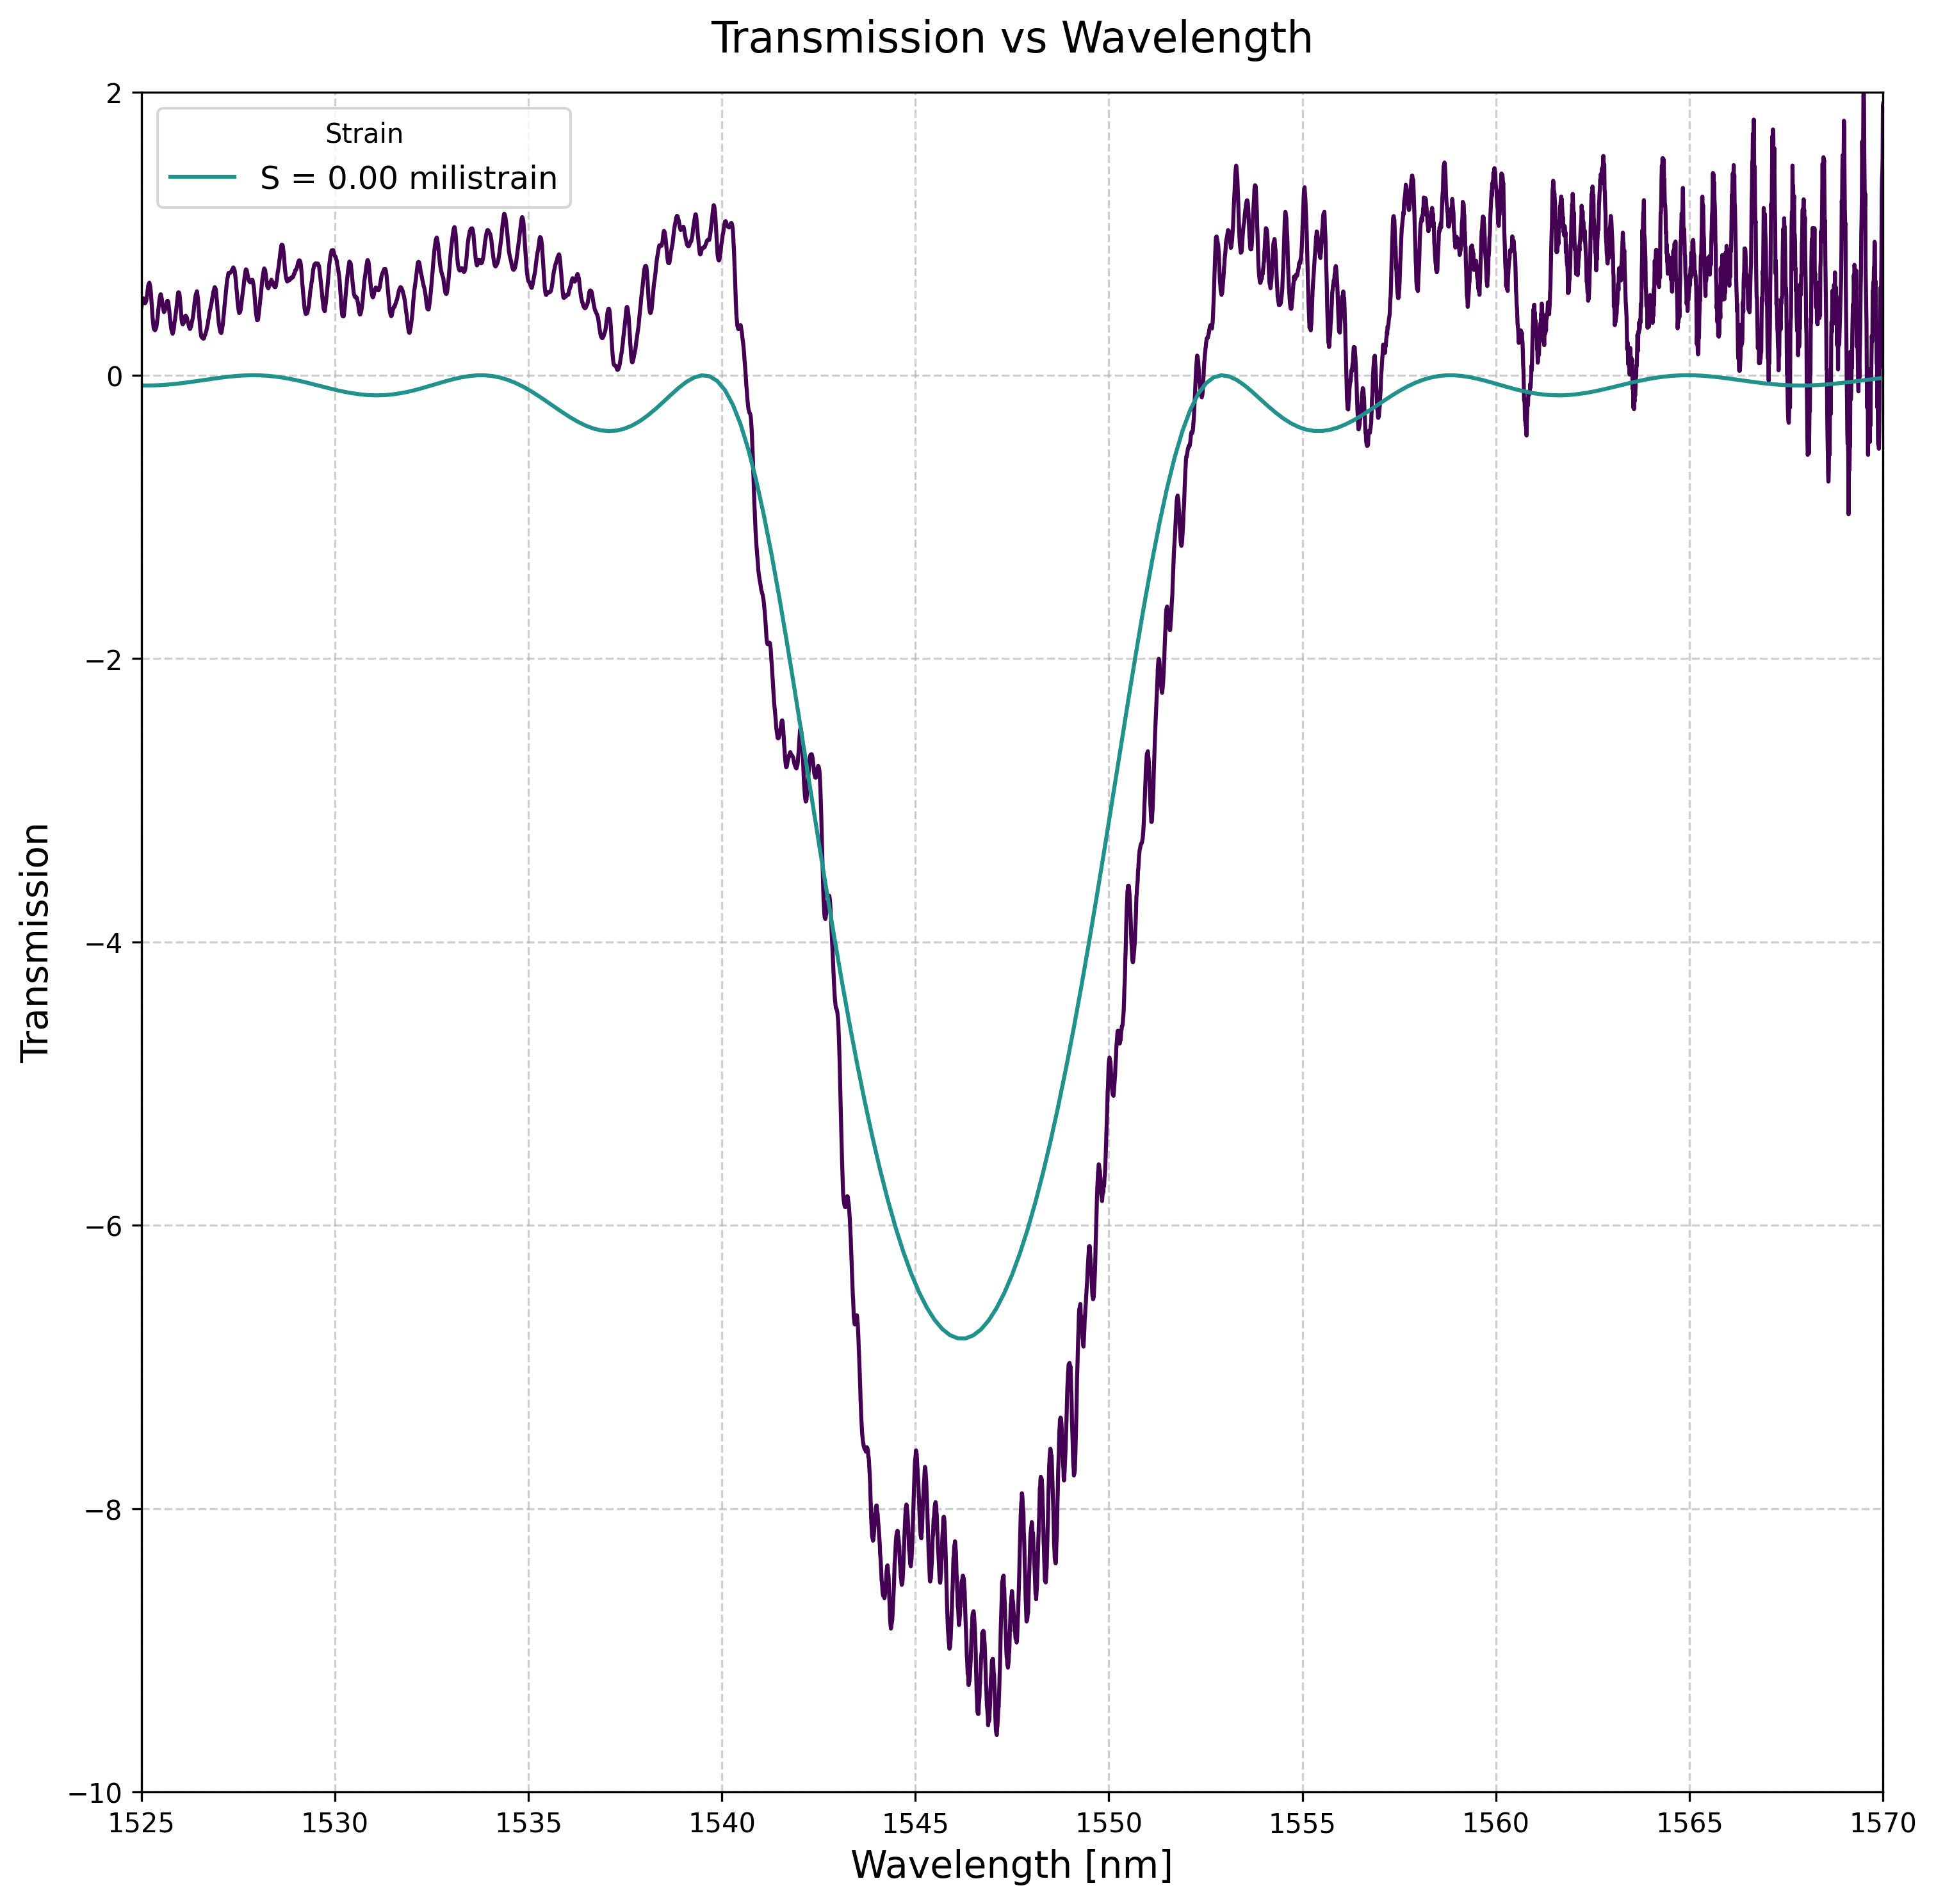 Transmission vs Wavelength
Strain
S = 0.00 milistrain
Transmission
2
0
−2
−4
−6
−8
−10
1525 1530 1535 1540 1545 1550 1555 1560 1565 1570
Wavelength [nm]